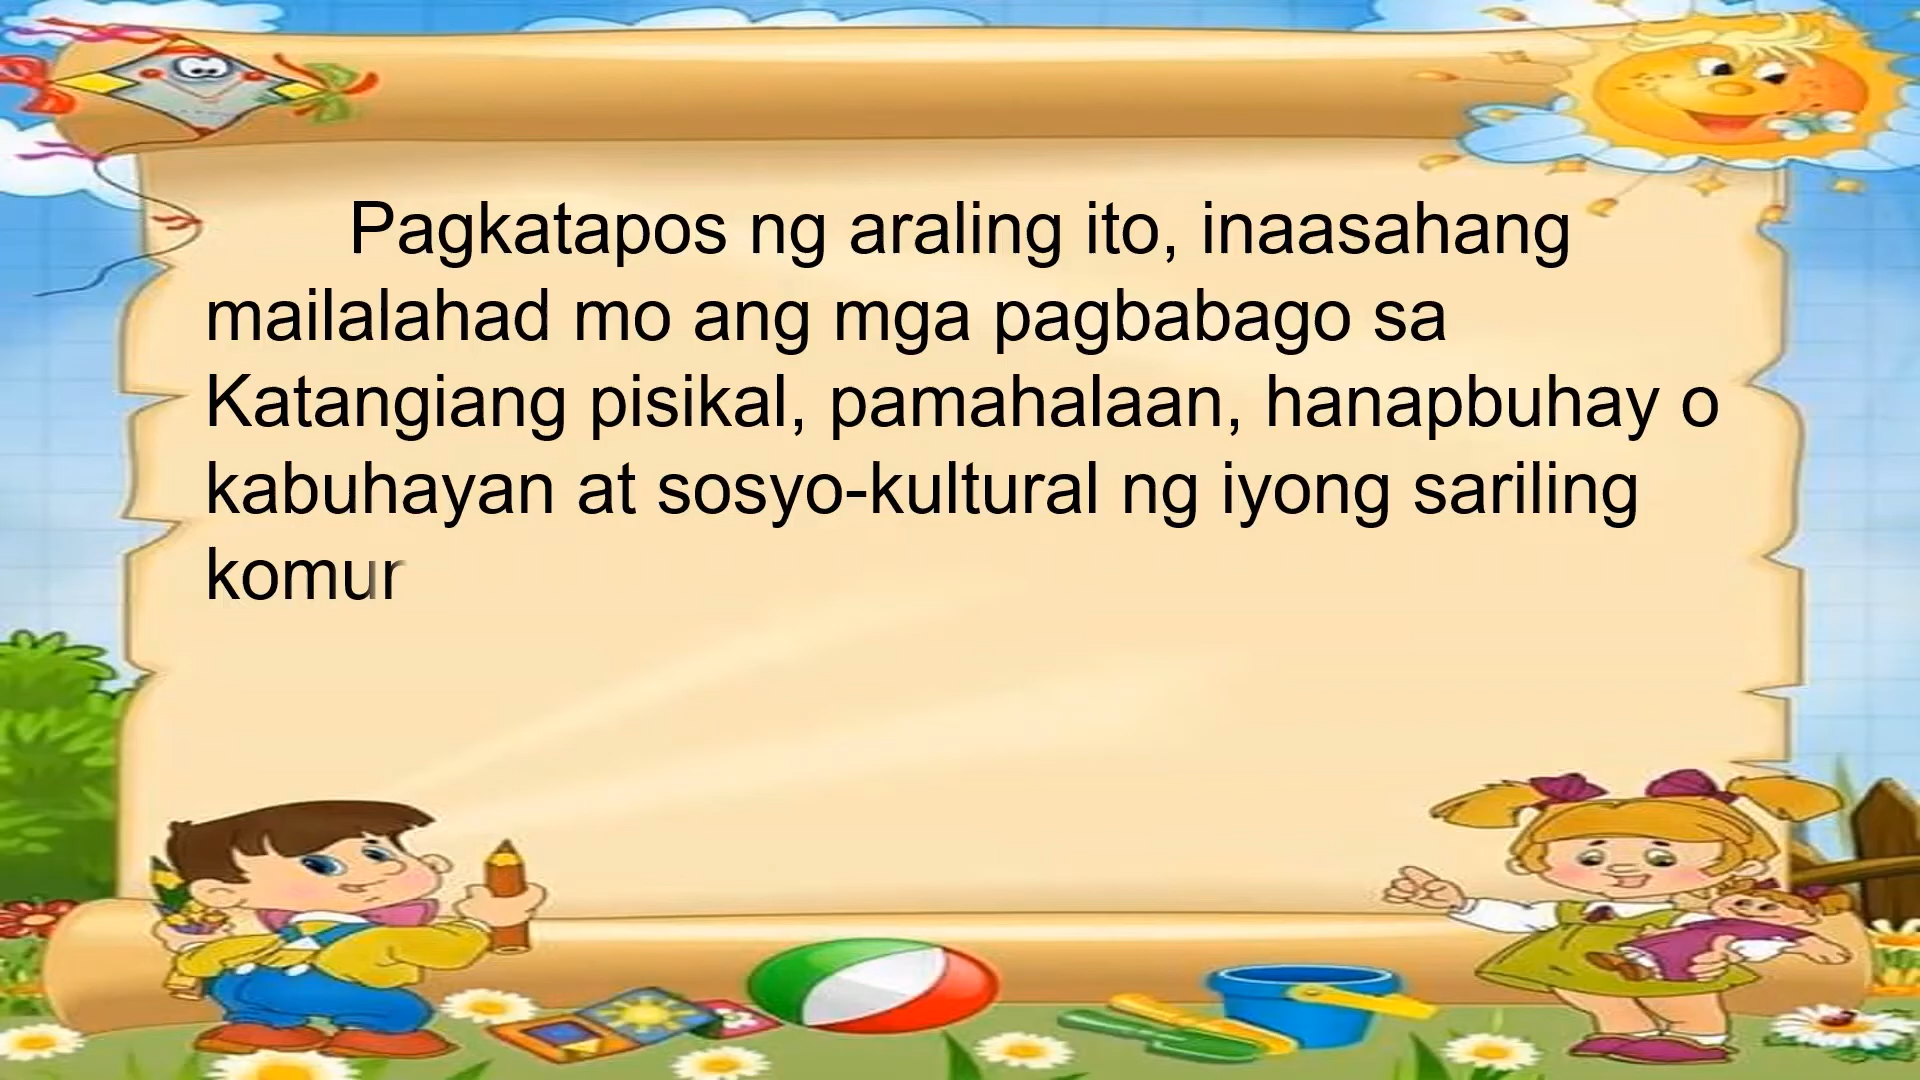 Pagkatapos ng araling ito, inaasahang
mailalahad mo ang mga pagbabago sa
Katangiang pisikal, pamahalaan, hanapbuhay o
kabuhayan at sosyo-kultural ng iyong sariling
komur